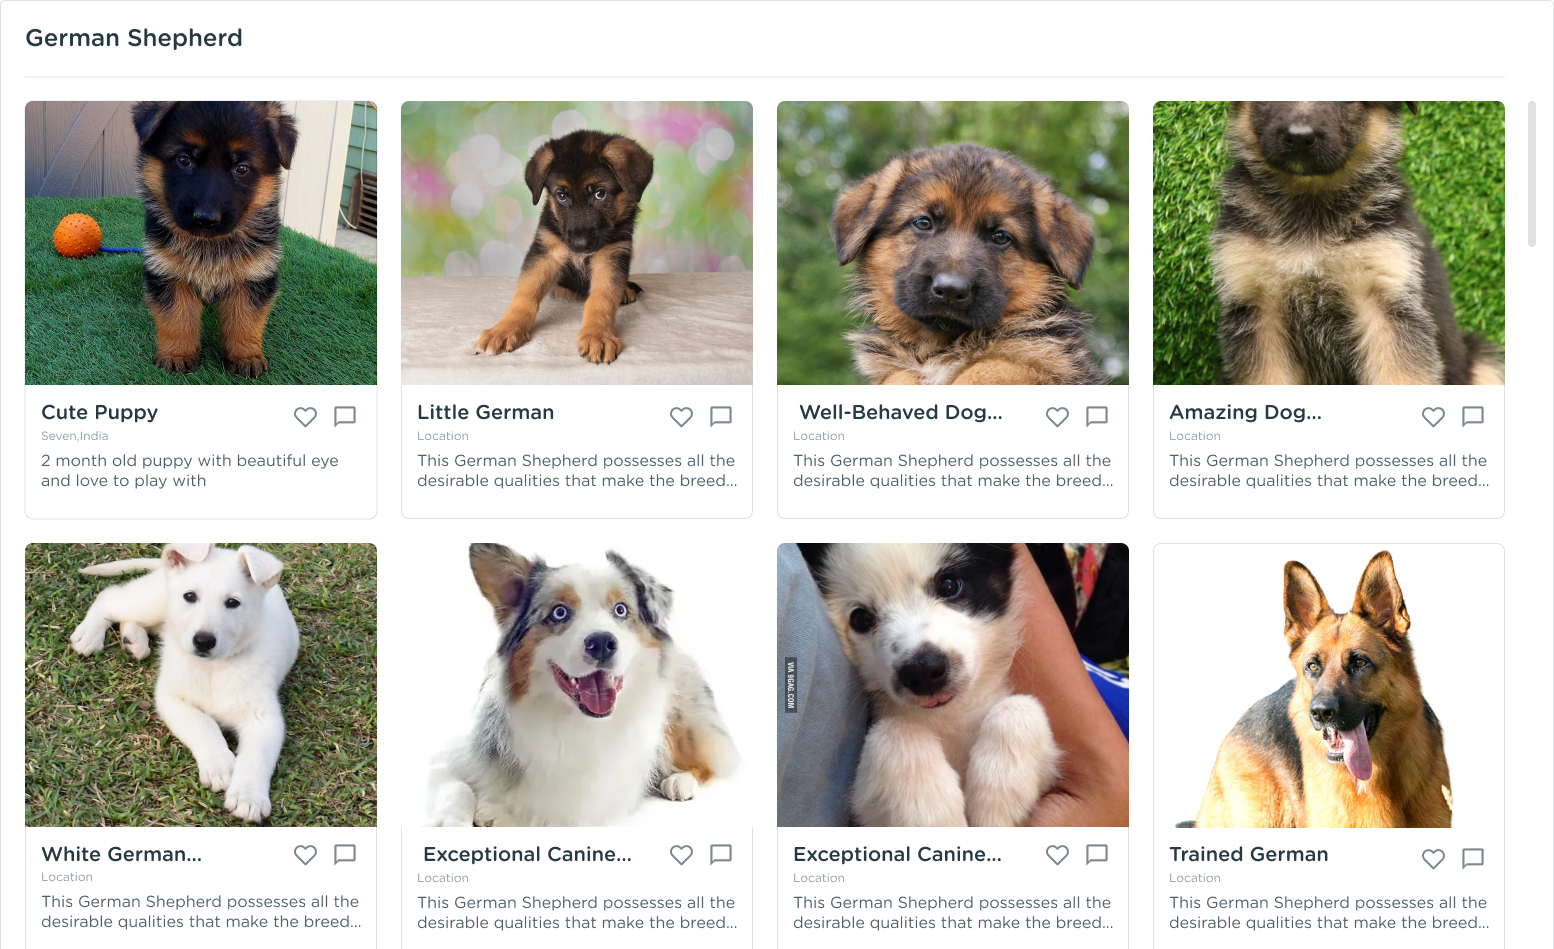 German Shepherd
Cute Puppy
Seven,India
2 month old puppy with beautiful eye
and love to play with
Little German
Location
This German Shepherd possesses all the
desirable qualities that make the breed...
Well-Behaved Dog...
Location
This German Shepherd possesses all the
desirable qualities that make the breed...
Amazing Dog...
Location
This German Shepherd possesses all the
desirable qualities that make the breed...
White German...
Location
This German Shepherd possesses all the
desirable qualities that make the breed...
Exceptional Canine...
Location
This German Shepherd possesses all the
desirable qualities that make the breed...
VIA 9GAG.COM
Exceptional Canine...
Location
This German Shepherd possesses all the
desirable qualities that make the breed...
Trained German
Location
This German Shepherd possesses all the
desirable qualities that make the breed...